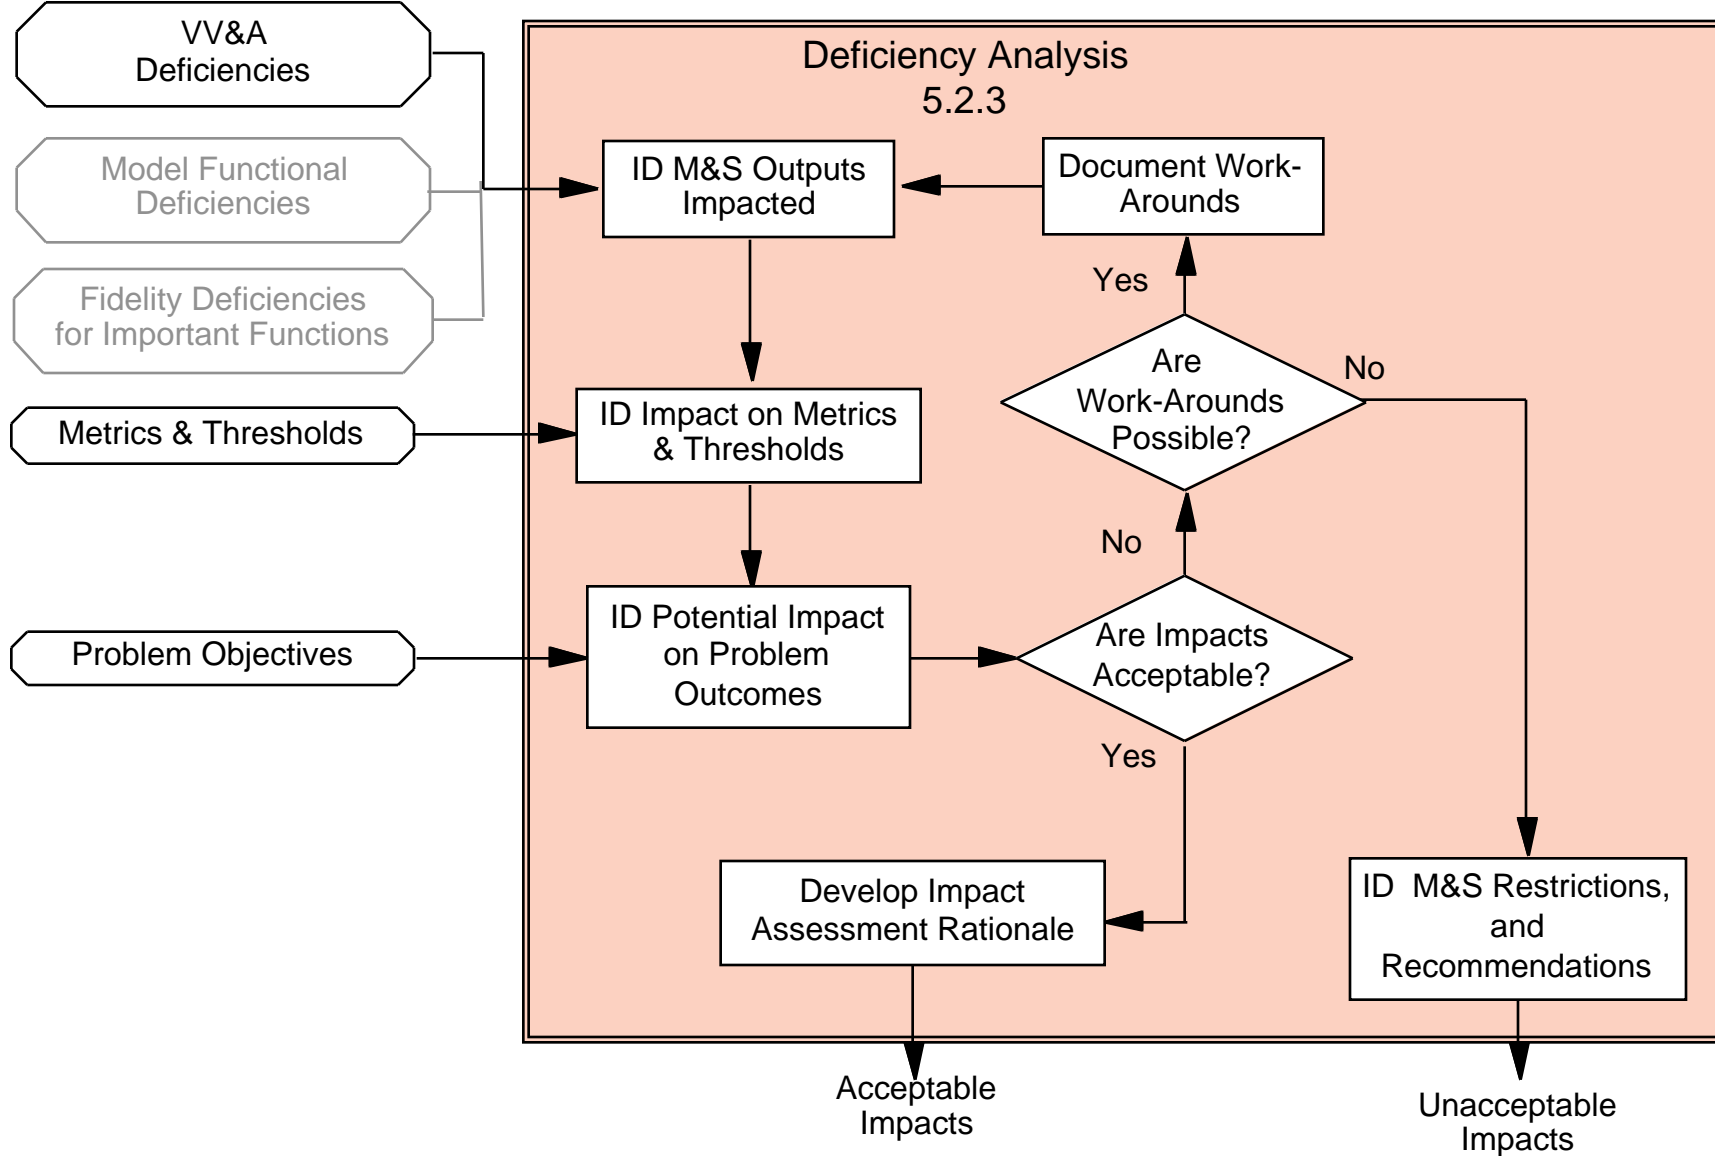 VV&A
Deficiencies
Model Functional
Deficiencies
Fidelity Deficiencies
for Important Functions
Metrics & Thresholds
Problem Objectives
Deficiency Analysis
5.2.3
ID M&S Outputs
Impacted
Document Work-
Arounds
Yes
Are
Work-Arounds
Possible?
No
ID Impact on Metrics
& Thresholds
No
ID Potential Impact
on Problem
Outcomes
Are Impacts
Acceptable?
Yes
Develop Impact
Assessment Rationale
ID  M&S Restrictions,
and
Recommendations
Acceptable
Impacts
Unacceptable
Impacts